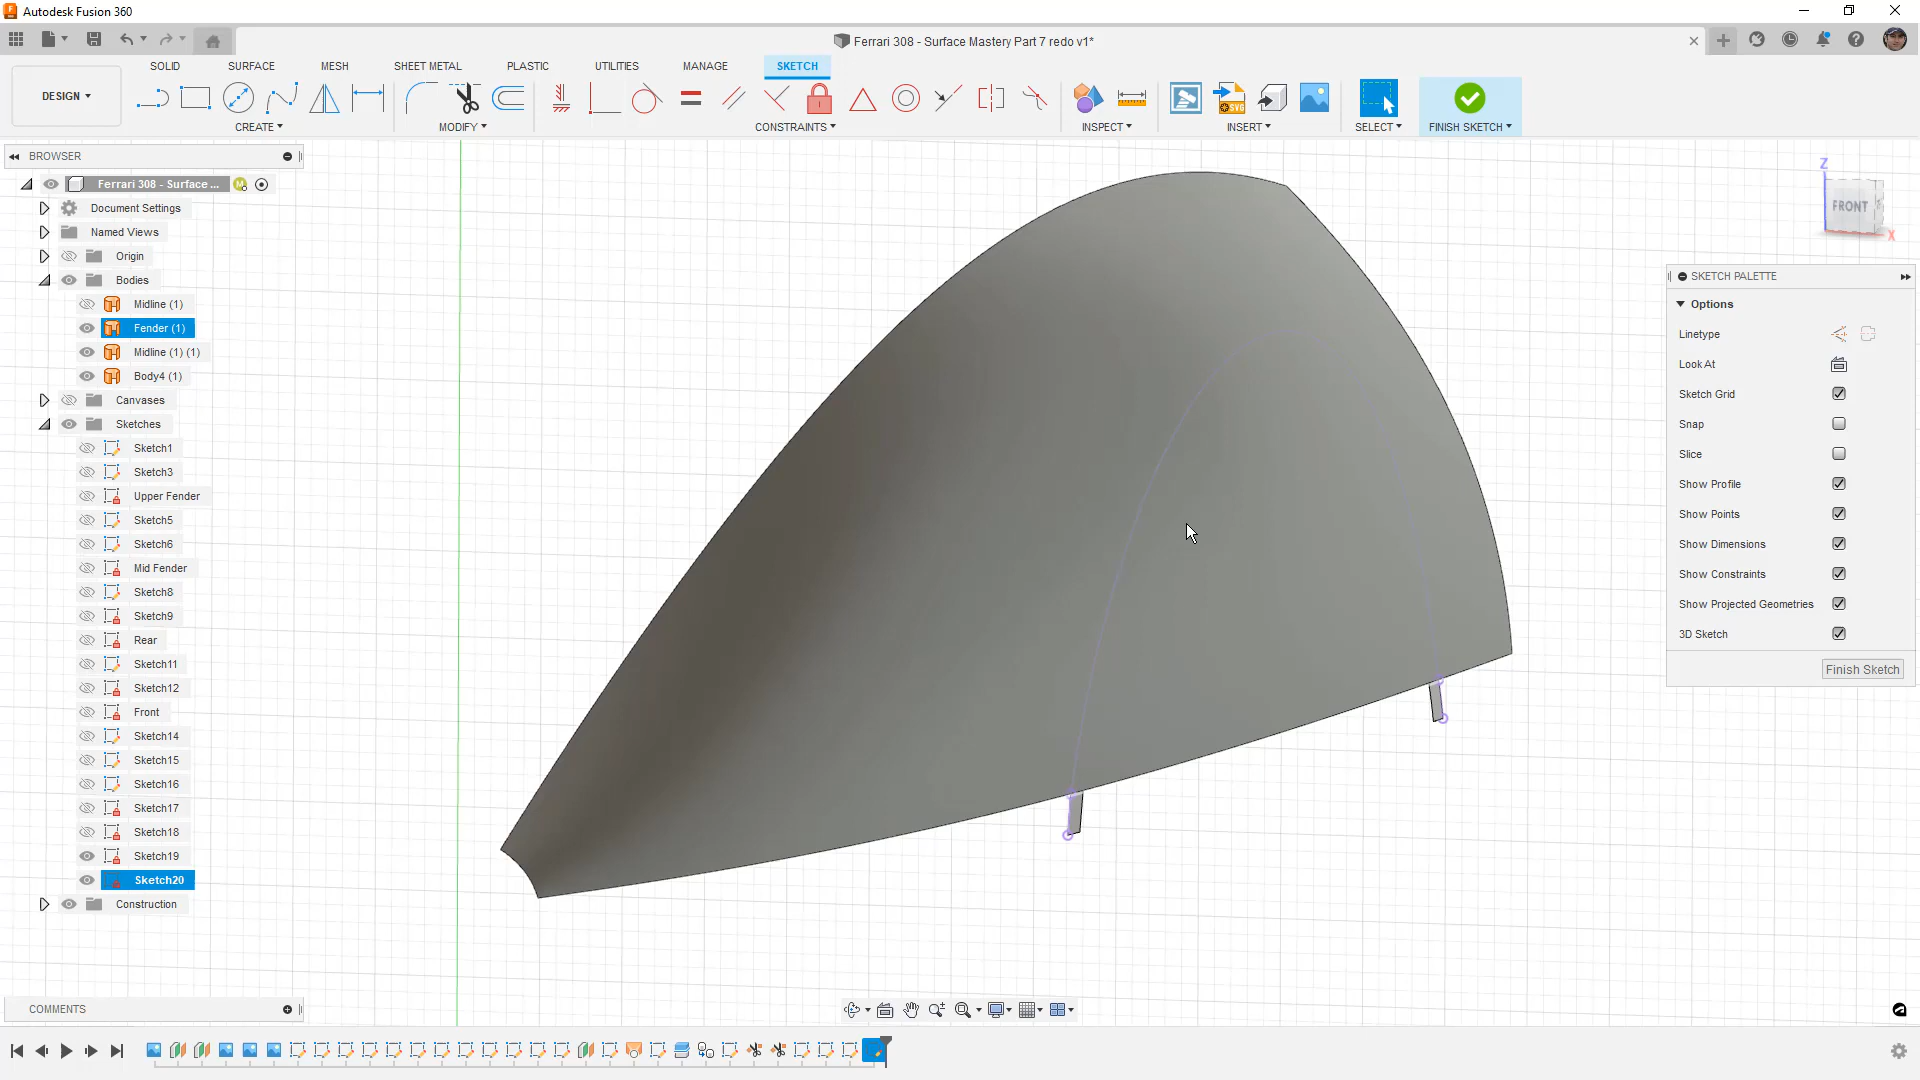 Autodesk Fusion 360
Ferrari 308 - Surface Mastery Part 7 redo v1*
DESIGN
SOLID
SURFACE
MESH
SHEET METAL
PLASTIC
UTILITIES
MANAGE
SKETCH
CREATE
MODIFY
CONSTRAINTS
INSPECT
INSERT
SELECT
FINISH SKETCH
BROWSER
Ferrari 308 - Surface ...
Document Settings
Named Views
Origin
Bodies
Midline (1)
Fender (1)
Midline (1) (1)
Body4 (1)
Canvases
Sketches
Sketch1
Sketch3
Upper Fender
Sketch5
Sketch6
Mid Fender
Sketch8
Sketch9
Rear
Sketch11
Sketch12
Front
Sketch14
Sketch15
Sketch16
Sketch17
Sketch18
Sketch19
Sketch20
Construction
Z
FRONT
X
SKETCH PALETTE
Options
Linetype
Look At
Sketch Grid
Snap
Slice
Show Profile
Show Points
Show Dimensions
Show Constraints
Show Projected Geometries
3D Sketch
Finish Sketch
COMMENTS